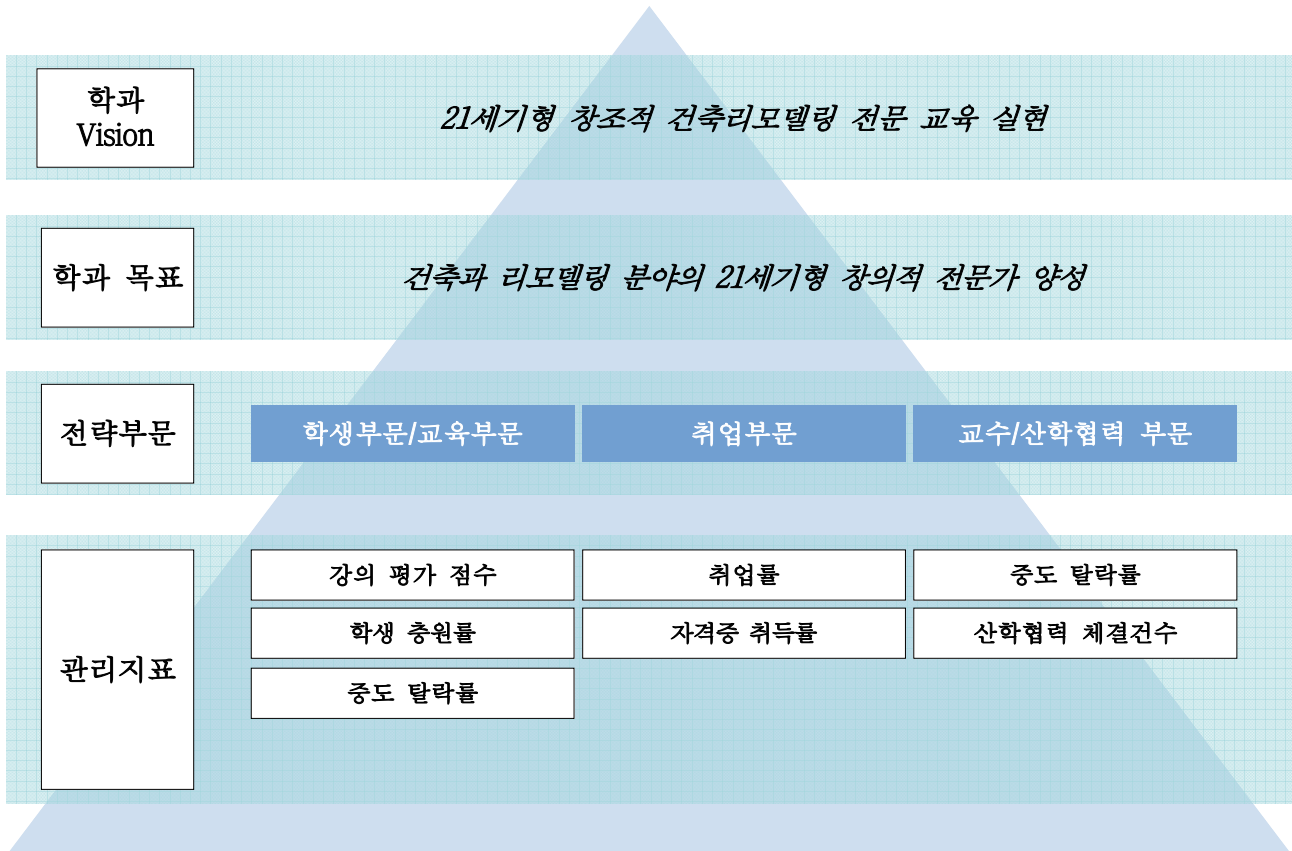 학과
Vision
21세기형 창조적 건축리모델링 전문 교육 실현
학과 목표
건축과 리모델링 분야의 21세기형 창의적 전문가 양성
전략부문
학생부문/교육부문
취업부문
교수/산학협력 부문
관리지표
강의 평가 점수
취업률
중도 탈락률
학생 충원률
자격증 취득률
산학협력 체결건수
중도 탈락률